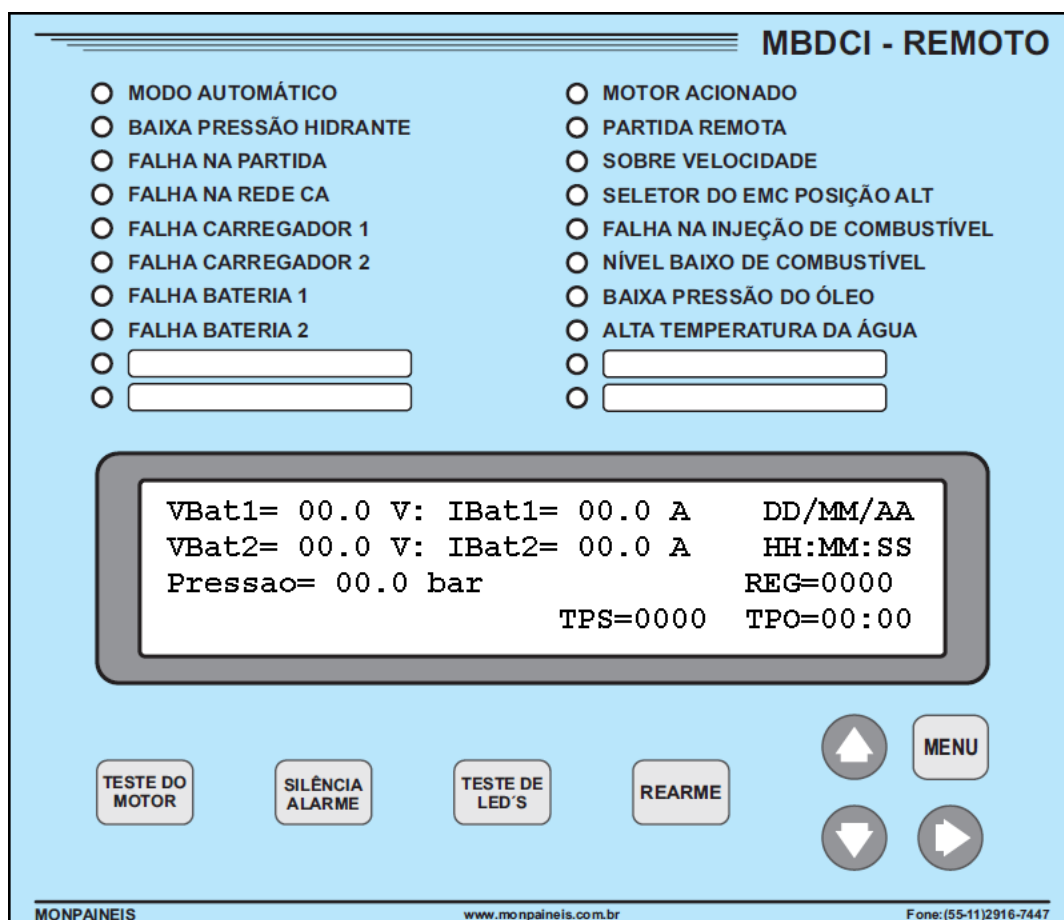 MBDCI - REMOTO
MODO AUTOMÁTICO
BAIXA PRESSÃO HIDRANTE
FALHA NA PARTIDA
FALHA NA REDE CA
FALHA CARREGADOR 1
FALHA CARREGADOR 2
FALHA BATERIA 1
FALHA BATERIA 2
MOTOR ACIONADO
PARTIDA REMOTA
SOBRE VELOCIDADE
SELETOR DO EMC POSIÇÃO ALT
FALHA NA INJEÇÃO DE COMBUSTÍVEL
NÍVEL BAIXO DE COMBUSTÍVEL
BAIXA PRESSÃO DO ÓLEO
ALTA TEMPERATURA DA ÁGUA
VBat1= 00.0 V: IBat1= 00.0 A DD/MM/AA
VBat2= 00.0 V: IBat2= 00.0 A HH:MM:SS
Pressao= 00.0 bar REG=0000
TPS=0000 TPO=00:00
MENU
TESTE DO
MOTOR
SILÊNCIA
ALARME
TESTE DE
LED´S
REARME
MONPAINEIS www.monpaineis.com.br Fone:(55-11)2916-7447